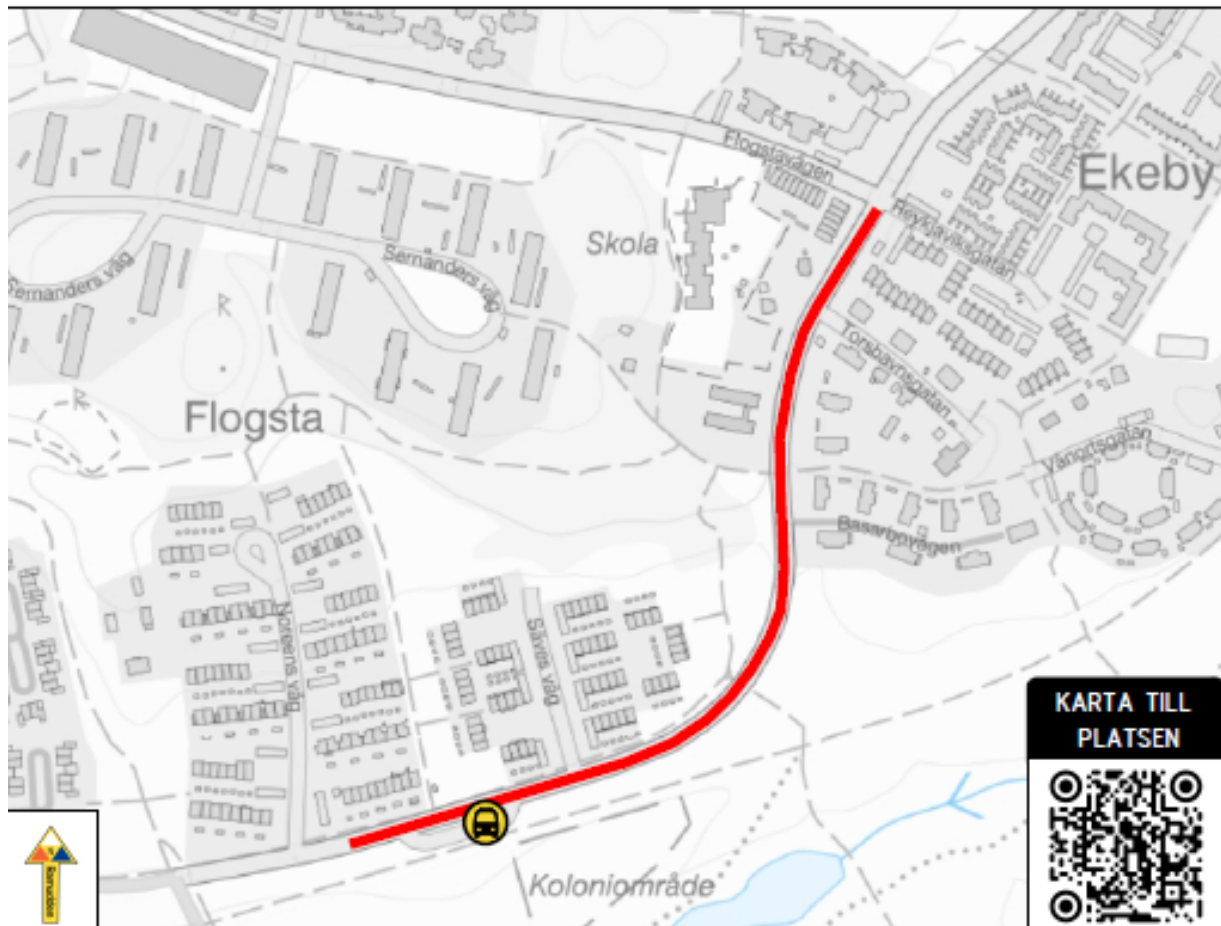 Flogstavägen
Ekeby
Reykjaviksgatan
Skola
Sernanders väg
Sernanders väg
Torshavnsgatan
Flogsta
Vänortsgatan
Basarbovägen
Noreens väg
Sävjes väg
KARTA TILL
PLATSEN
Koloniområde